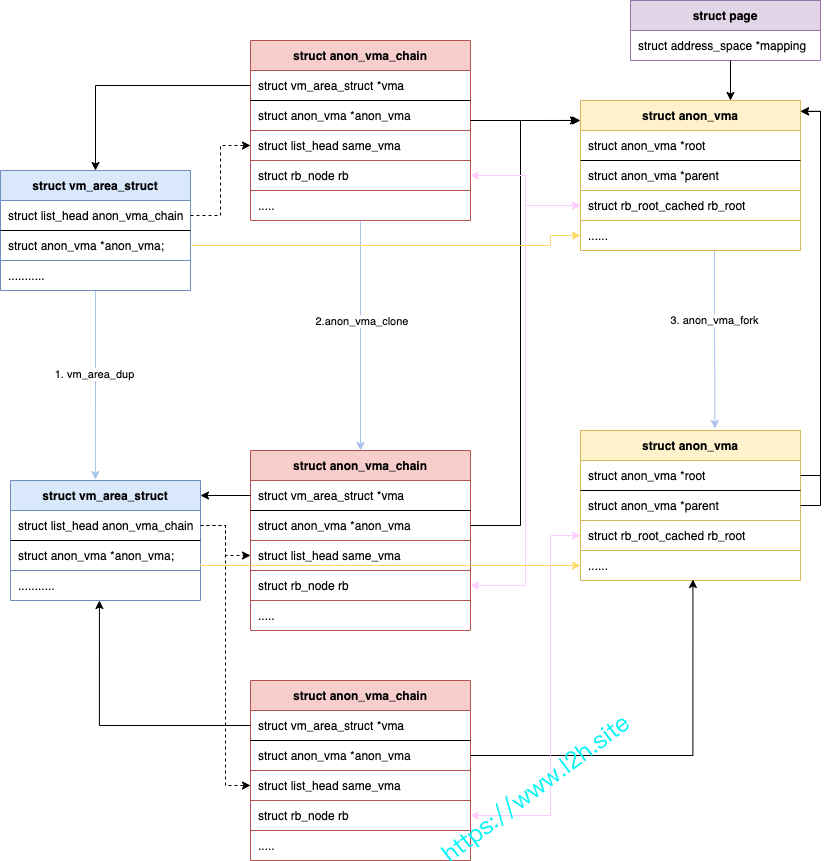 struct page
struct address_space *mapping
struct anon_vma_chain
struct vm_area_struct *vma
struct anon_vma *anon_vma
struct list_head same_vma
struct rb_node rb
.....
struct anon_vma
struct anon_vma *root
struct anon_vma *parent
struct rb_root_cached rb_root
......
struct vm_area_struct
struct list_head anon_vma_chain
struct anon_vma *anon_vma;
...........
2.anon_vma_clone
3. anon_vma_fork
1. vm_area_dup
struct anon_vma
struct anon_vma *root
struct anon_vma *parent
struct rb_root_cached rb_root
......
struct anon_vma_chain
struct vm_area_struct *vma
struct anon_vma *anon_vma
struct list_head same_vma
struct rb_node rb
.....
struct vm_area_struct
struct list_head anon_vma_chain
struct anon_vma *anon_vma;
...........
struct anon_vma_chain
struct vm_area_struct *vma
struct anon_vma *anon_vma
struct list_head same_vma
struct rb_node rb
.....
https://www.l2h.site